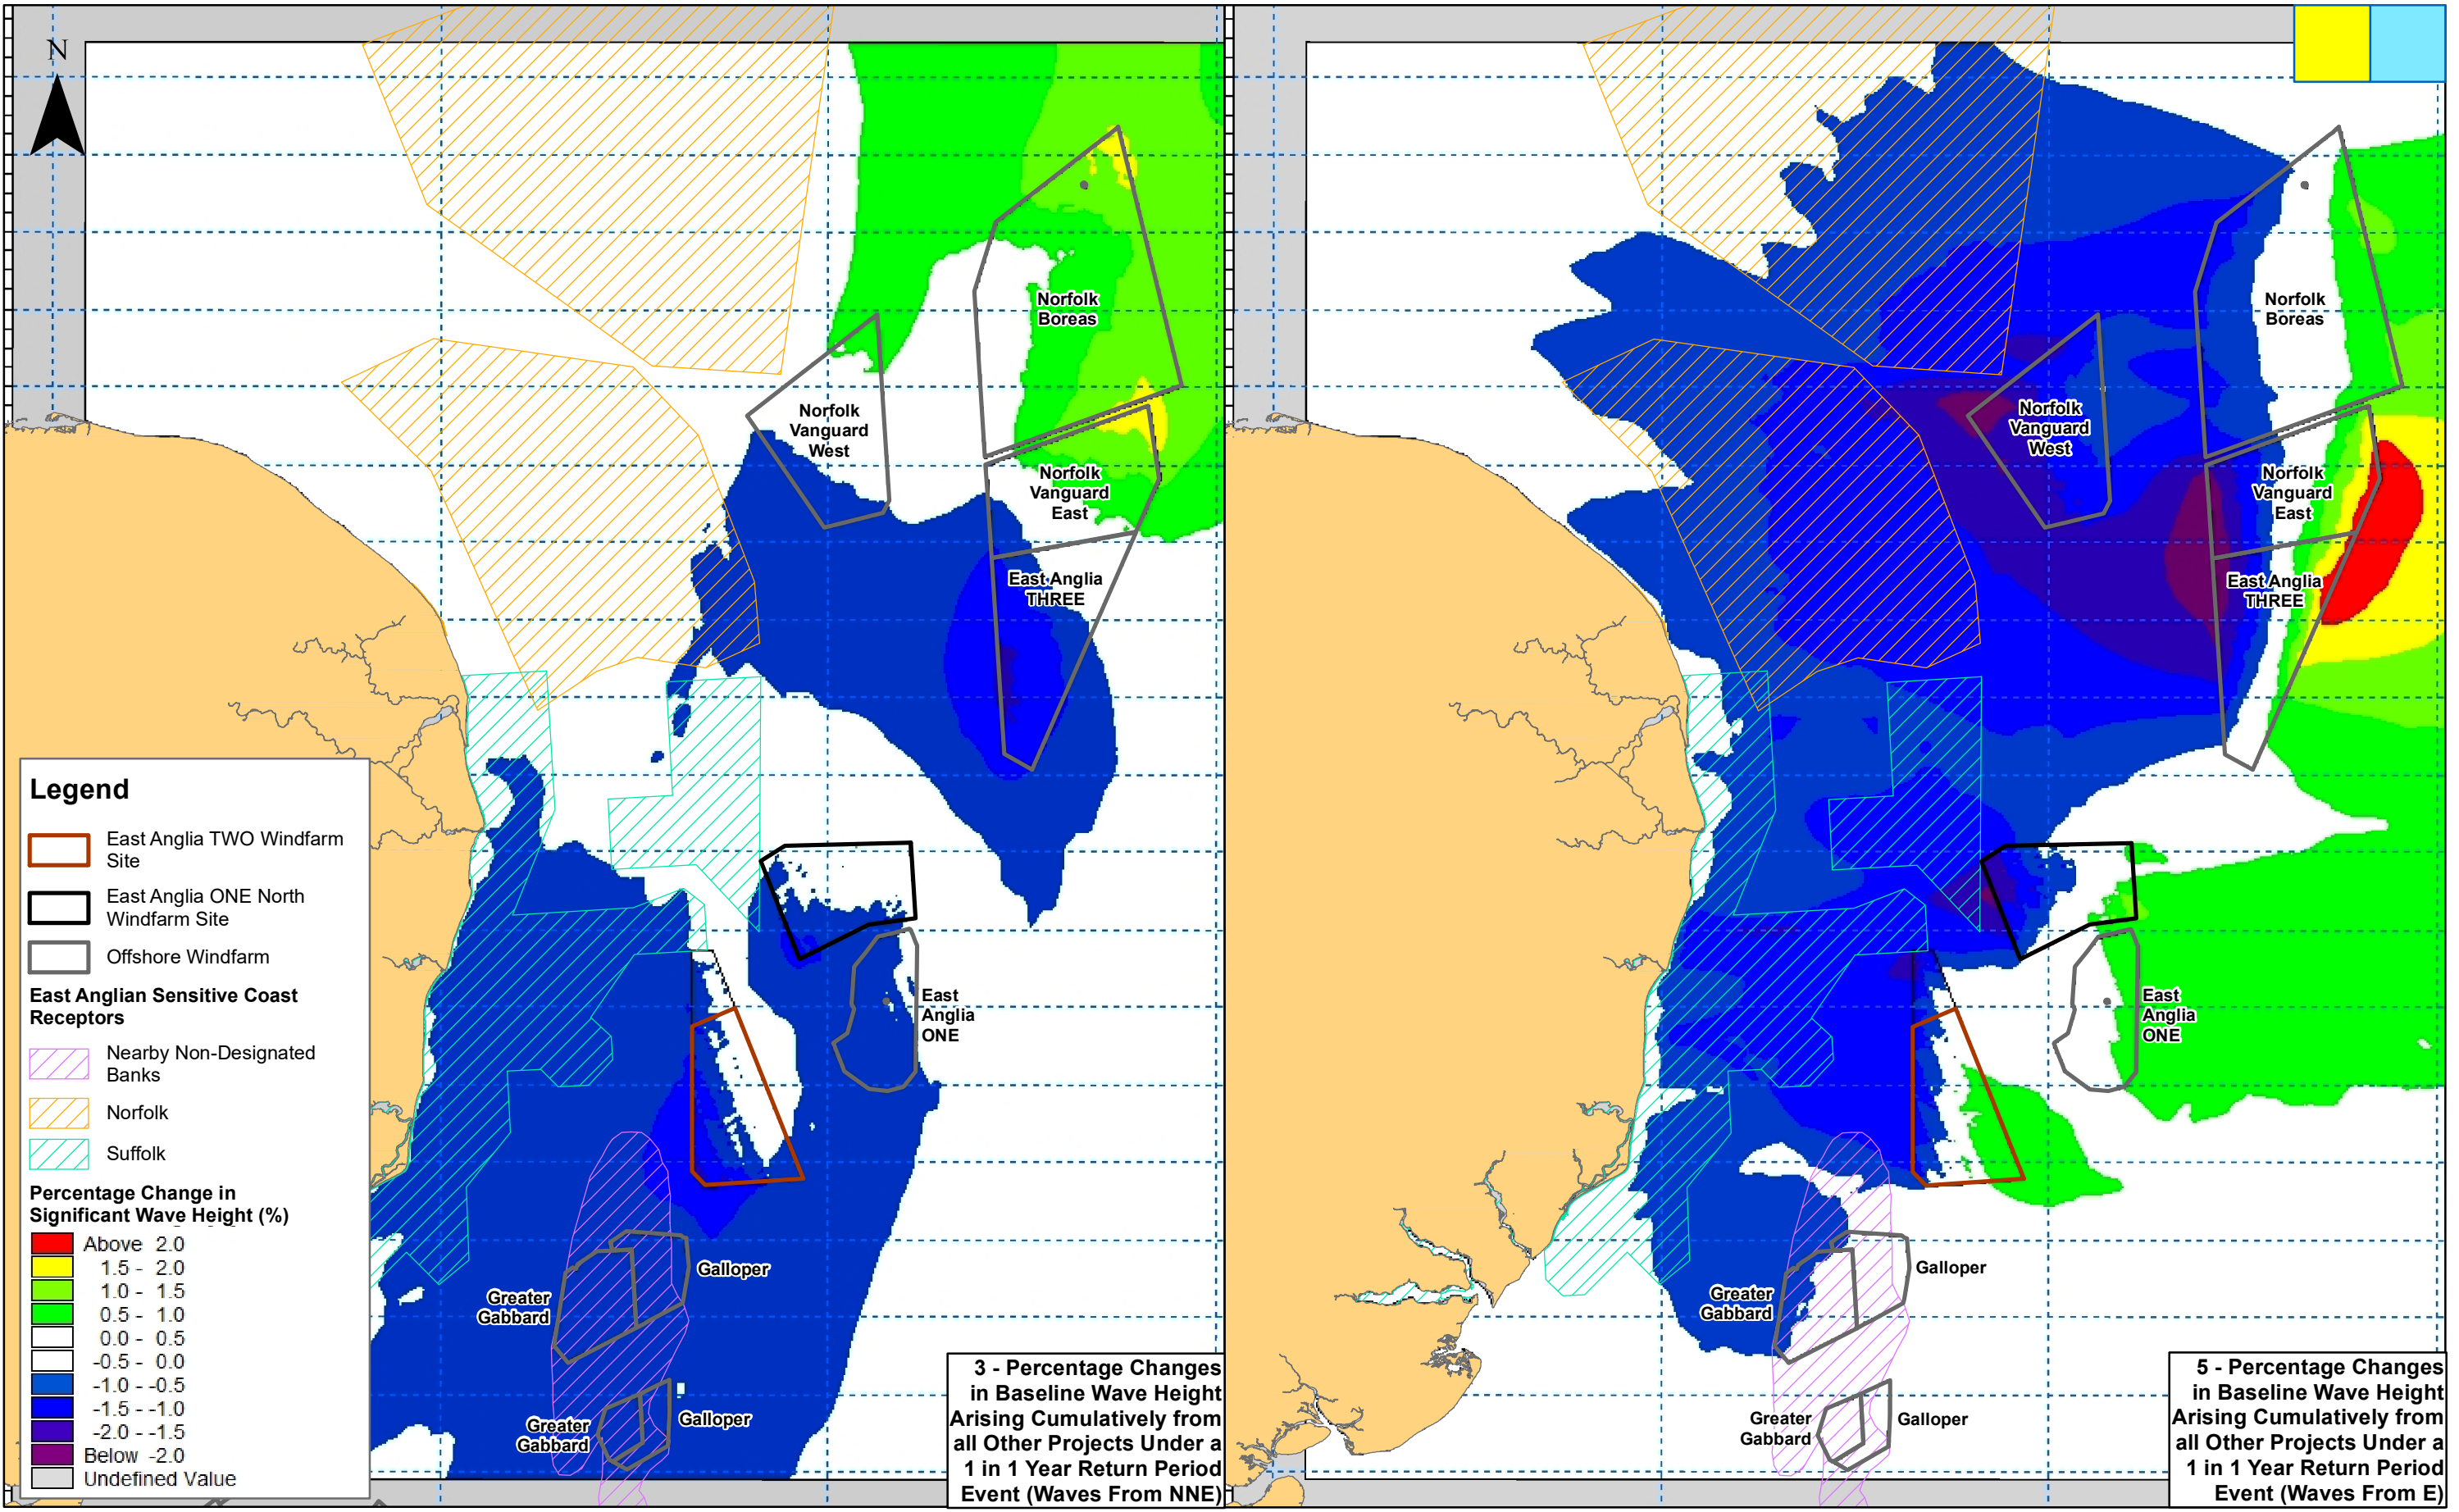 N
Norfolk
Boreas
Norfolk
Vanguard
West
Norfolk
Vanguard
East
East Anglia
THREE
East
Anglia
ONE
Galloper
Greater
Gabbard
Galloper
Greater
Gabbard
Legend
East Anglia TWO Windfarm
Site
East Anglia ONE North
Windfarm Site
Offshore Windfarm
East Anglian Sensitive Coast
Receptors
Nearby Non-Designated
Banks
Norfolk
Suffolk
Percentage Change in
Significant Wave Height (%)
Above 2.0
1.5 - 2.0
1.0 - 1.5
0.5 - 1.0
0.0 - 0.5
-0.5 - 0.0
-1.0 - -0.5
-1.5 - -1.0
-2.0 - -1.5
Below -2.0
Undefined Value
3 - Percentage Changes
in Baseline Wave Height
Arising Cumulatively from
all Other Projects Under a
1 in 1 Year Return Period
Event (Waves From NNE)
Norfolk
Boreas
Norfolk
Vanguard
West
Norfolk
Vanguard
East
East Anglia
THREE
East
Anglia
ONE
Galloper
Greater
Gabbard
Greater
Gabbard
Galloper
5 - Percentage Changes
in Baseline Wave Height
Arising Cumulatively from
all Other Projects Under a
1 in 1 Year Return Period
Event (Waves From E)